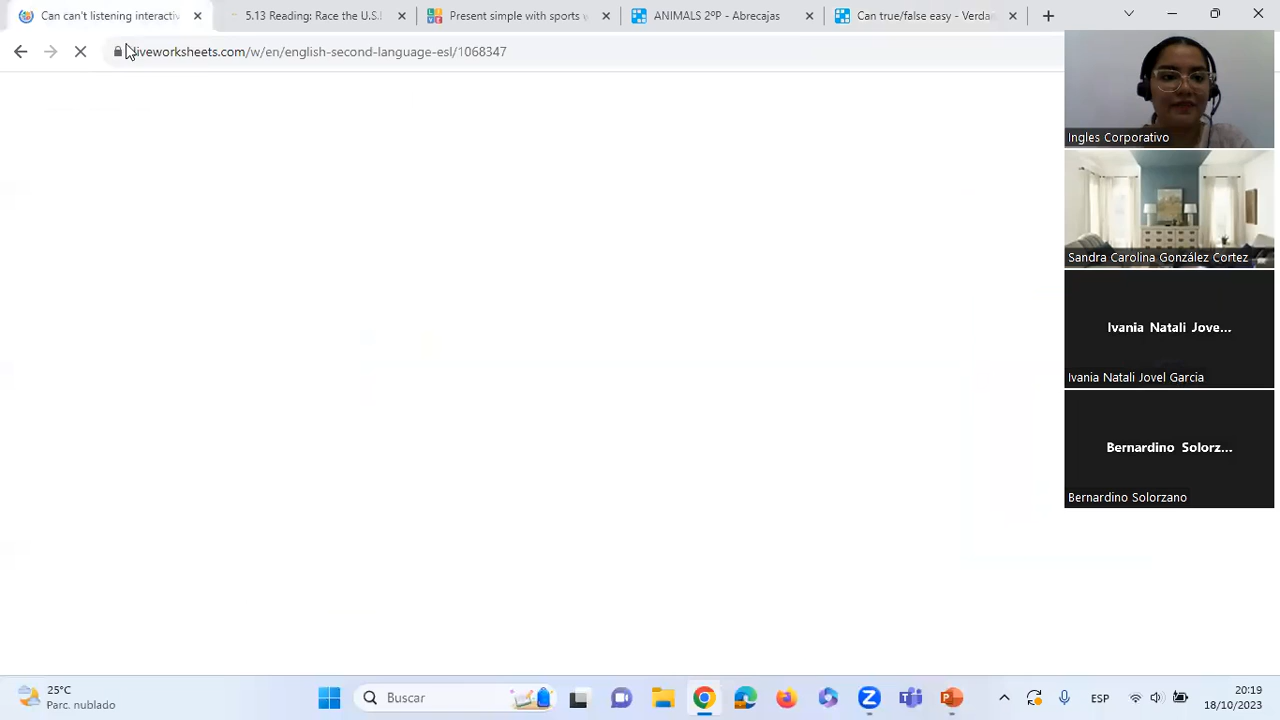 Can can't listening interactiv
5.13 Reading: Race the U
Present simple with sports v
ANIMALS 2ºP - Abrecajas
Can true/false easy - Verda
liveworksheets.com/w/en/english-second-language-esl/1068347
Ingles Corporativo
Sandra Carolina González Cortez
Ivania Natali Jove...
Ivania Natali Jovel Garcia
Bernardino Solorz...
Bernardino Solorzano
25°C
Parc. nublado
Buscar
ESP
20:19
18/10/2023